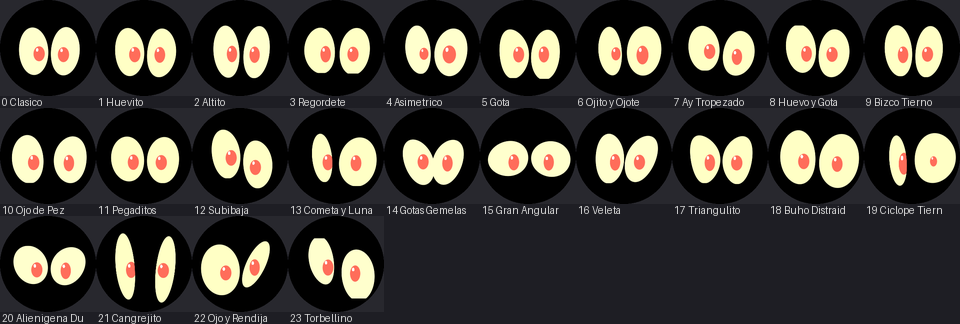 0 Clasico
1 Huevito
2 Altito
3 Regordete
4 Asimetrico
5 Gota
6 Ojito y Ojote
7 Ay Tropezado
8 Huevo y Gota
9 Bizco Tierno
10 Ojo de Pez
11 Pegaditos
12 Subibaja
13 Cometa y Luna
14 Gotas Gemelas
15 Gran Angular
16 Veleta
17 Triangulito
18 Buho Distraid
19 Ciclope Tiern
20 Alienigena Du
21 Cangrejito
22 Ojo y Rendija
23 Torbellino